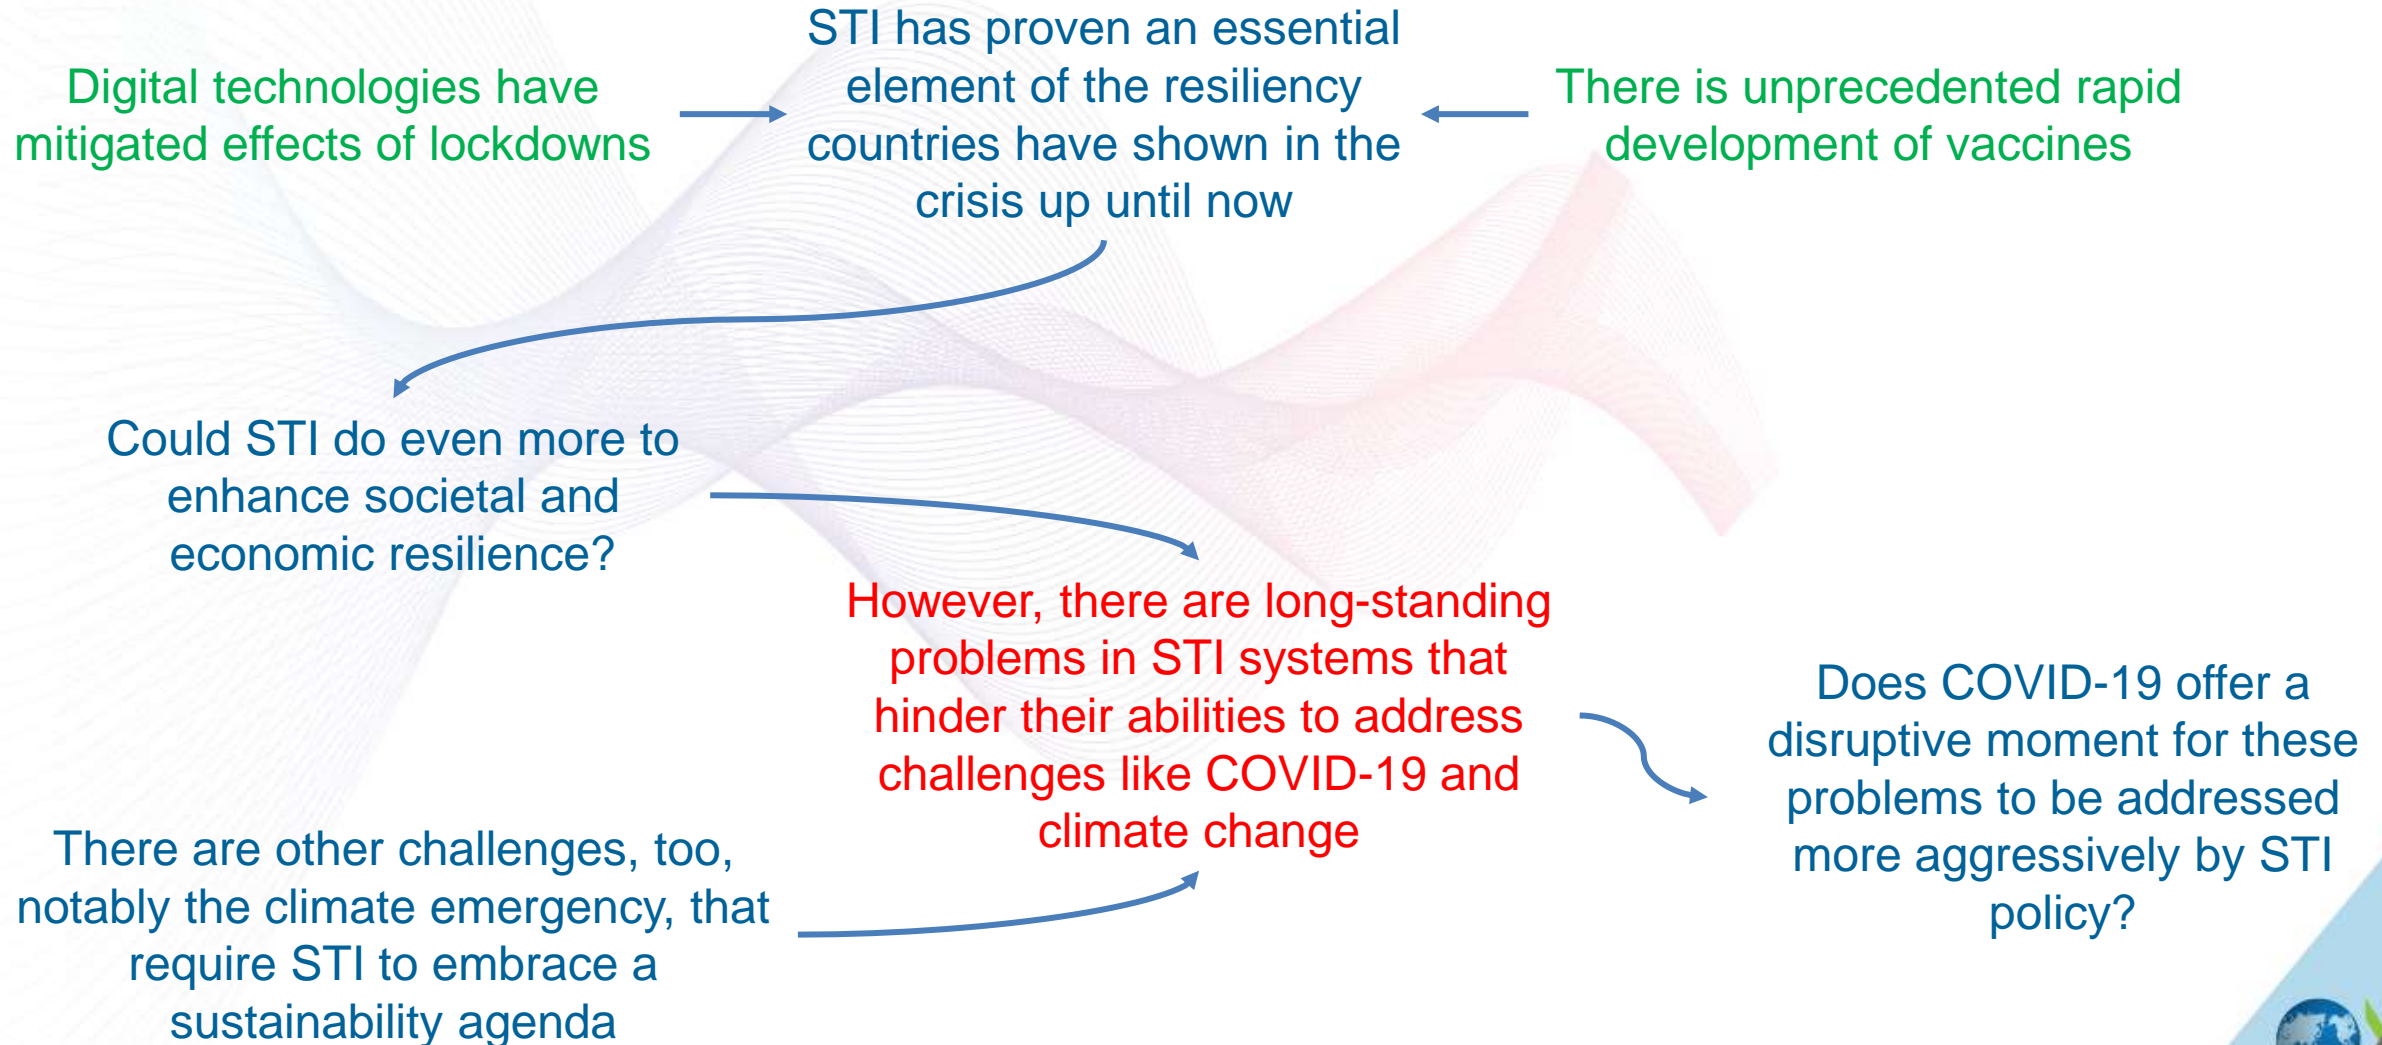 Digital technologies have
mitigated effects of lockdowns
STI has proven an essential
element of the resiliency
countries have shown in the
crisis up until now
There is unprecedented rapid
development of vaccines
Could STI do even more to
enhance societal and
economic resilience?
However, there are long-standing
problems in STI systems that
hinder their abilities to address
challenges like COVID-19 and
climate change
There are other challenges, too,
notably the climate emergency, that
require STI to embrace a
sustainability agenda
Does COVID-19 offer a
disruptive moment for these
problems to be addressed
more aggressively by STI
policy?